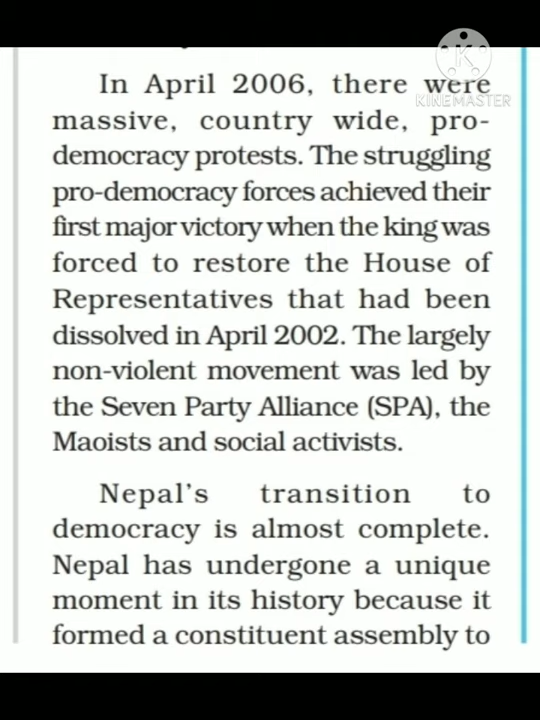 KINEMASTER
In April 2006, there were
massive, country wide, pro-
democracy protests. The struggling
pro-democracy forces achieved their
first major victory when the king was
forced to restore the House of
Representatives that had been
dissolved in April 2002. The largely
non-violent movement was led by
the Seven Party Alliance (SPA), the
Maoists and social activists.
Nepal's transition to
democracy is almost complete.
Nepal has undergone a unique
moment in its history because it
formed a constituent assembly to